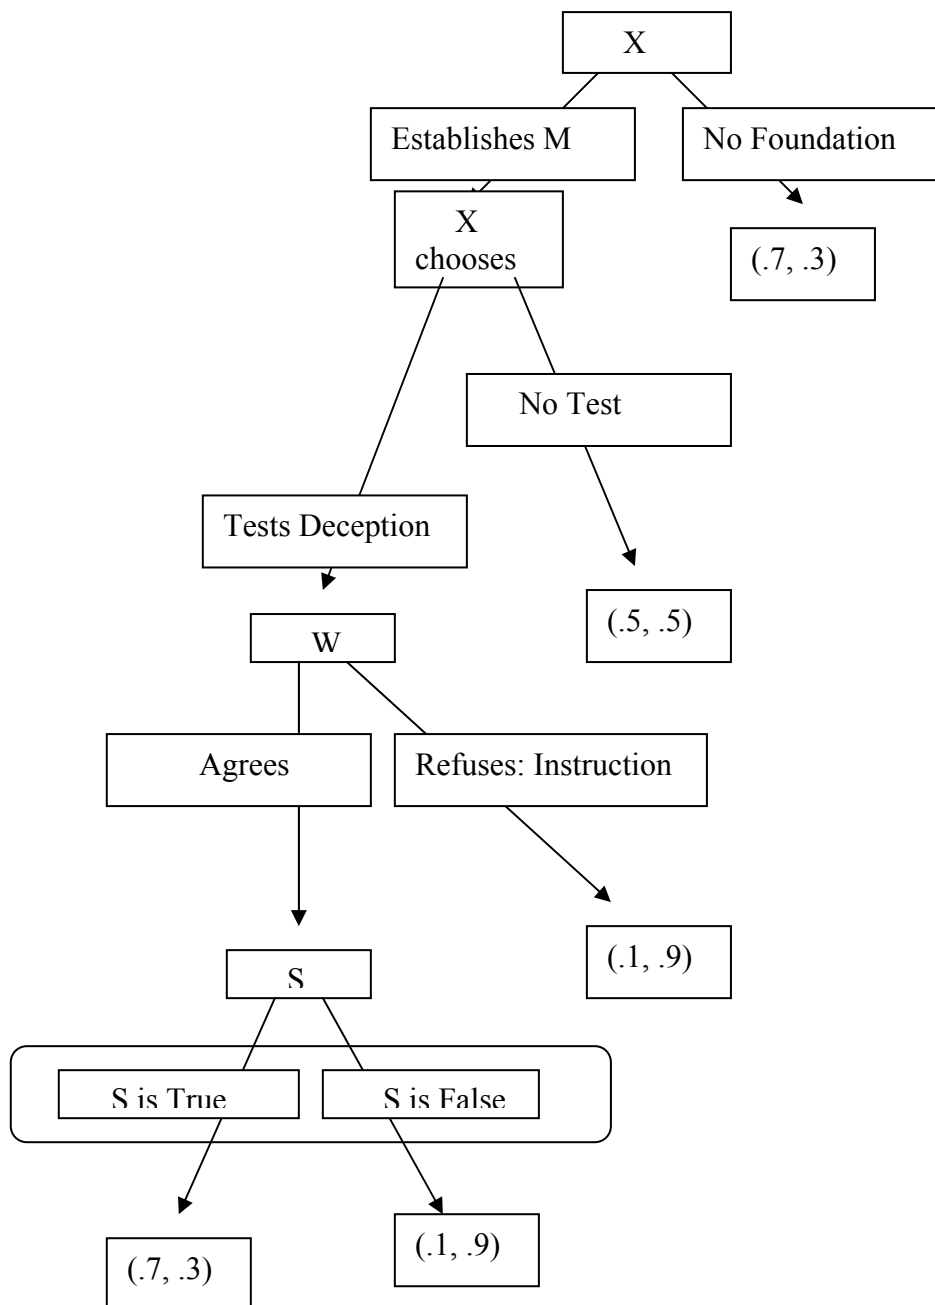 X
Establishes M
No Foundation
X
chooses
(.7, .3)
No Test
Tests Deception
(.5, .5)
W
Agrees
Refuses: Instruction
(.1, .9)
S
S is True
S is False
(.7, .3)
(.1, .9)